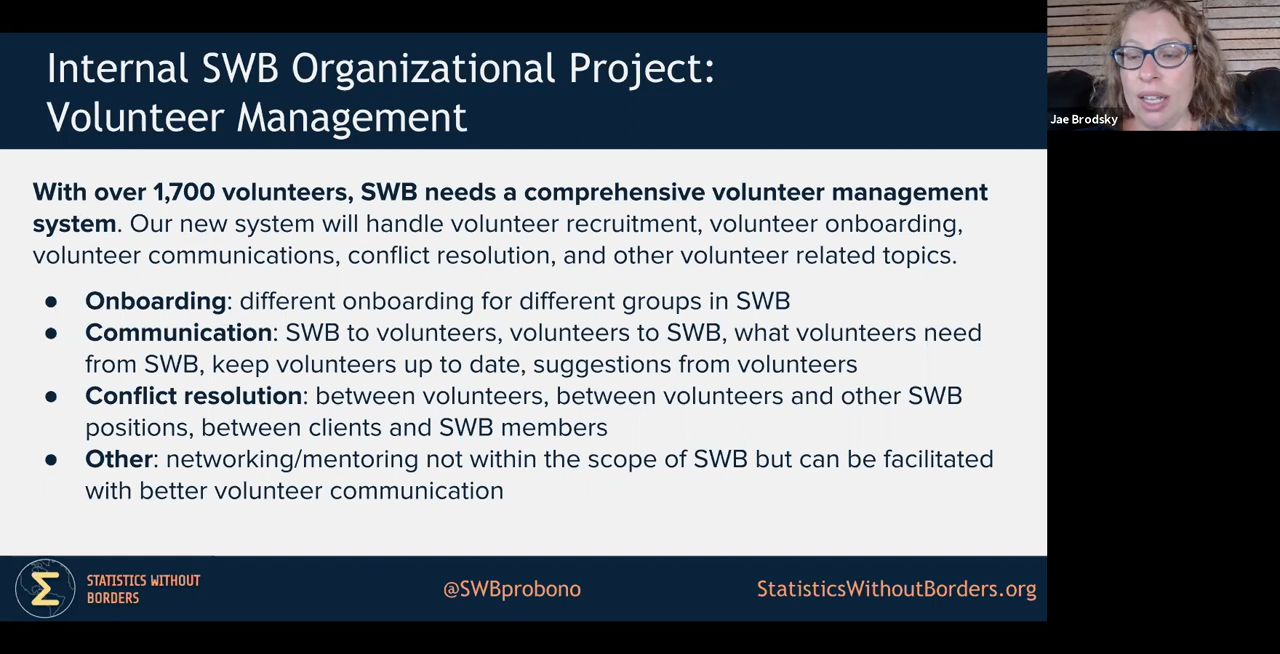 Internal SWB Organizational Project:
Volunteer Management
Jae Brodsky
With over 1,700 volunteers, SWB needs a comprehensive volunteer management
system. Our new system will handle volunteer recruitment, volunteer onboarding,
volunteer communications, conflict resolution, and other volunteer related topics.
● Onboarding: different onboarding for different groups in SWB
● Communication: SWB to volunteers, volunteers to SWB, what volunteers need
from SWB, keep volunteers up to date, suggestions from volunteers
● Conflict resolution: between volunteers, between volunteers and other SWB
positions, between clients and SWB members
● Other: networking/mentoring not within the scope of SWB but can be facilitated
with better volunteer communication
Σ
STATISTICS WITHOUT
BORDERS
@SWBprobono
StatisticsWithoutBorders.org